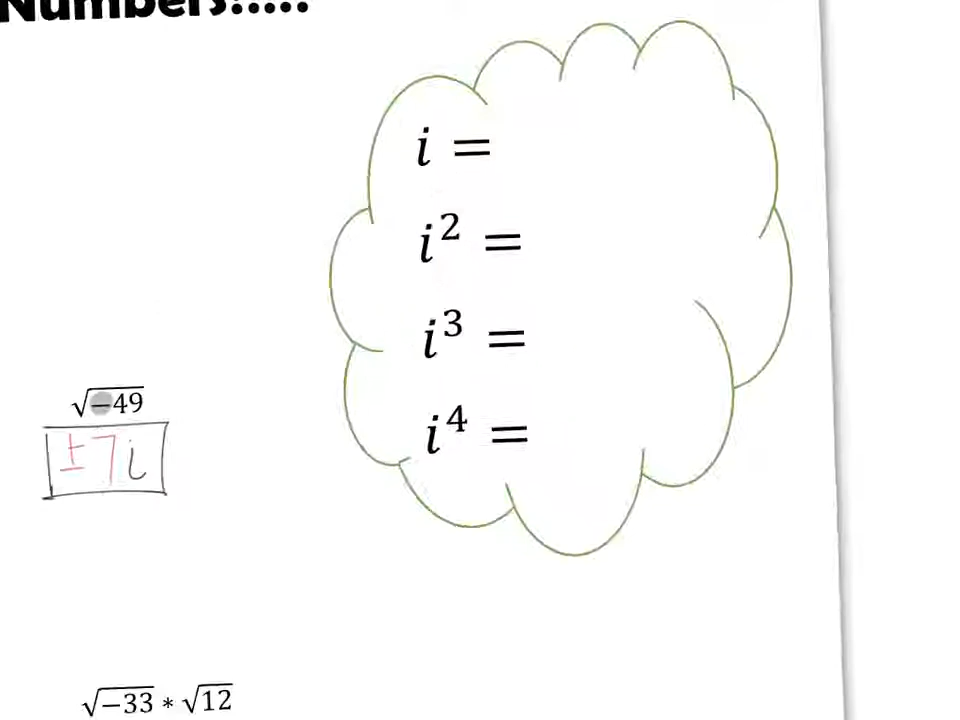 Numbers!.....
i =
i² =
i³ =
i⁴ =
√−49
±7i
√−33 * √12